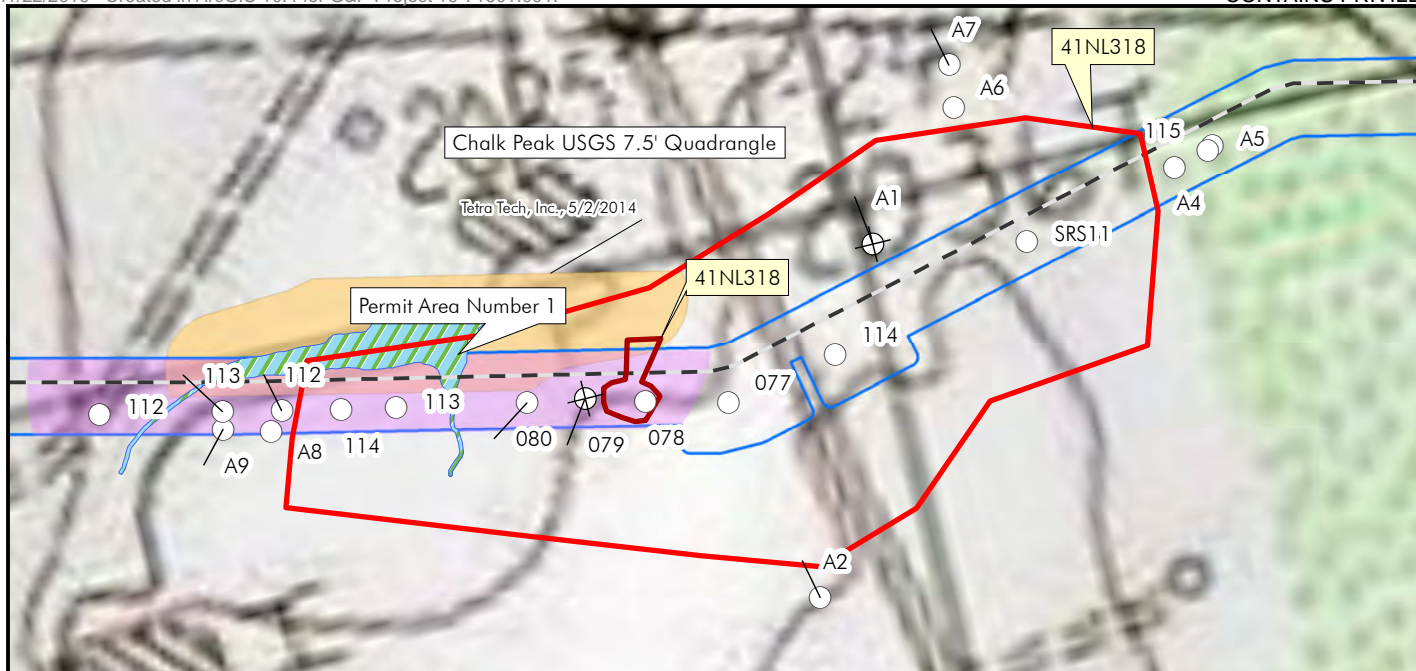 A7
41NL318
A6
115
A5
Chalk Peak USGS 7.5' Quadrangle
A1
A4
Tetra Tech, Inc., 5/2/2014
SRS11
41NL318
Permit Area Number 1
114
113
112
077
112
113
114
080
079
078
A8
A9
A2